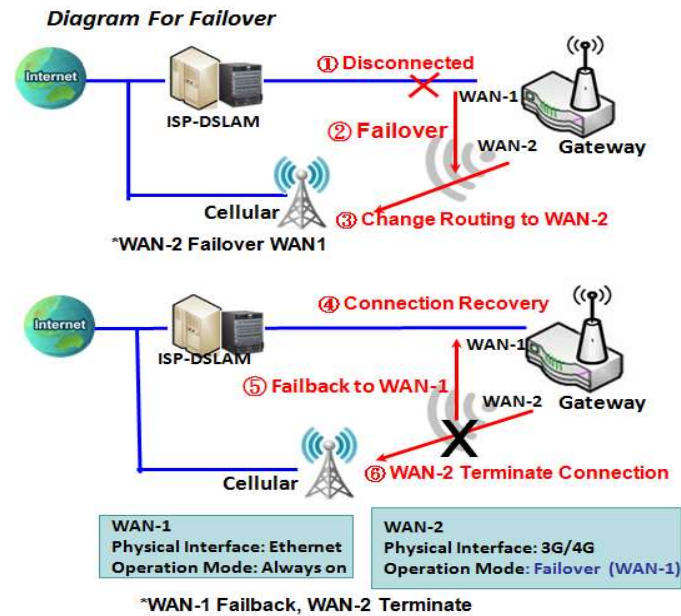 Diagram For Failover
Internet
① Disconnected
ISP-DSLAM
WAN-1
② Failover
WAN-2
Gateway
Cellular
③ Change Routing to WAN-2
*WAN-2 Failover WAN1
④ Connection Recovery
Internet
ISP-DSLAM
WAN-1
⑤ Failback to WAN-1
WAN-2
Gateway
Cellular
⑥ WAN-2 Terminate Connection
WAN-1
Physical Interface: Ethernet
Operation Mode: Always on
WAN-2
Physical Interface: 3G/4G
Operation Mode: Failover (WAN-1)
*WAN-1 Failback, WAN-2 Terminate